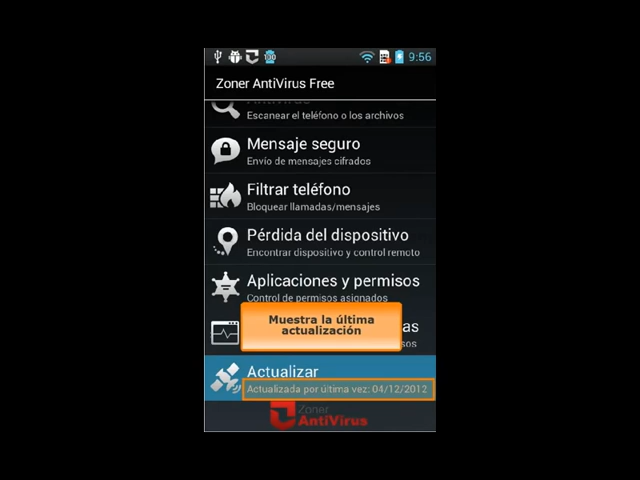 130
9:56
Zoner AntiVirus Free
Antivirus
Escanear el teléfono o los archivos
Mensaje seguro
Envío de mensajes cifrados
Filtrar teléfono
Bloquear llamadas/mensajes
Pérdida del dispositivo
Encontrar dispositivo y control remoto
Aplicaciones y permisos
Control de permisos asignados
Muestra la última
actualización
Actualizar
Actualizada por última vez: 04/12/2012
Zoner
AntiVirus